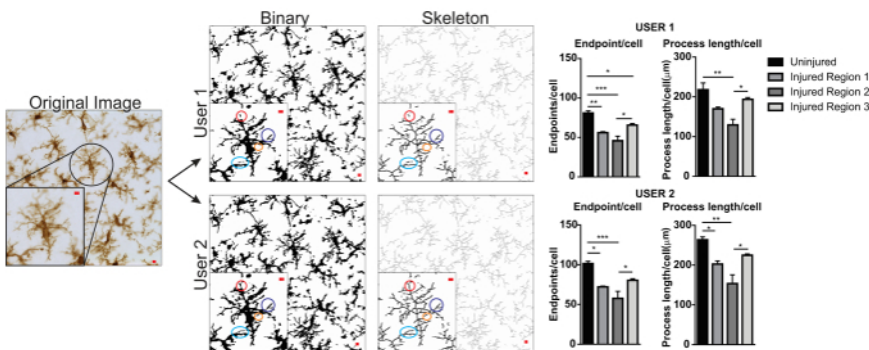 Original Image
Binary
Skeleton
User 1
User 2
USER 1
Endpoint/cell
Endpoints/cell
150
100
50
0
*
***
**
*
Process length/cell
Process length/cell(μm)
300
200
100
0
**
*
Uninjured
Injured Region 1
Injured Region 2
Injured Region 3
USER 2
Endpoint/cell
Endpoints/cell
150
100
50
0
***
*
*
Process length/cell
Process length/cell(μm)
400
300
200
100
0
**
*
*